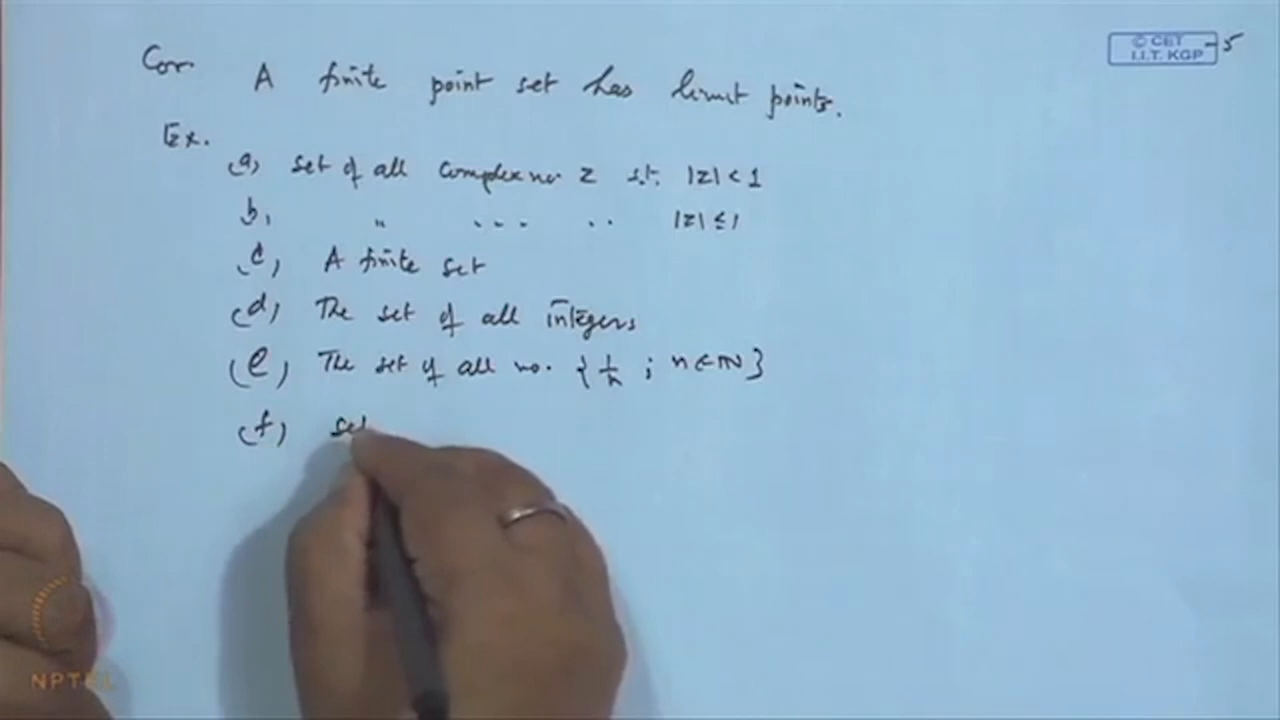 © CET
I.I.T. KGP -5
Cor. A finite point set has limit points.
Ex.
(a) set of all complex no z s.t. |z| < 1
b, " ... .. |z| ≤ 1
(c) A finite set
(d) The set of all integers
(e) The set of all no. { 1/n ; n ∈ IN }
(f) set
NPTEL